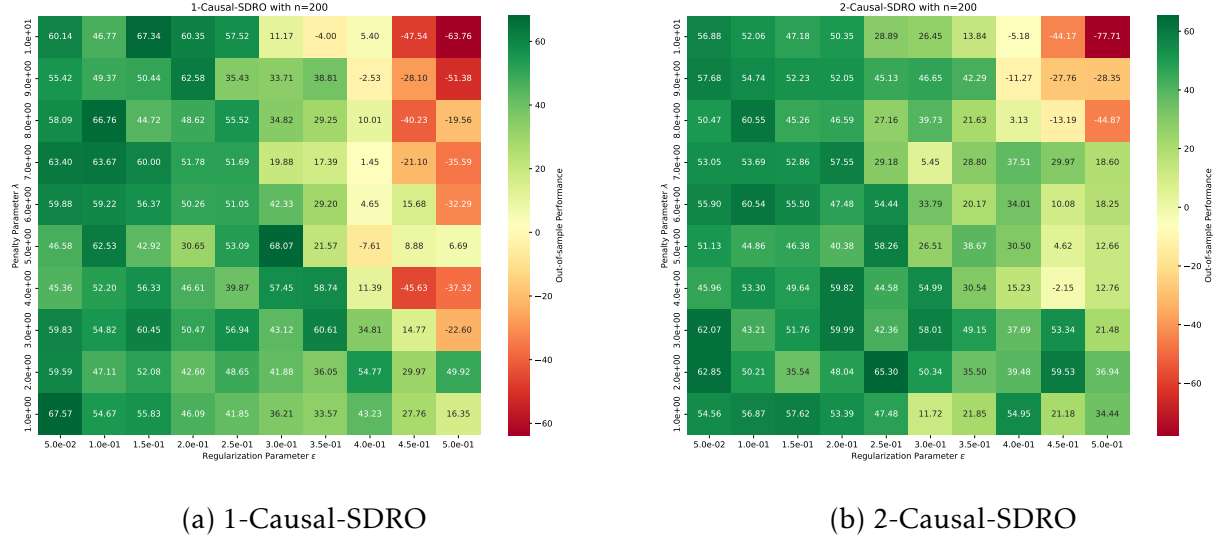 1-Causal-SDRO with n=200
Penalty Parameter λ
1.0e+01 60.14 46.77 67.34 60.35 57.52 11.17 -4.00 5.40 -47.54 -63.76
9.0e+00 55.42 49.37 50.44 62.58 35.43 33.71 38.81 -2.53 -28.10 -51.38
8.0e+00 58.09 66.76 44.72 48.62 55.52 34.82 29.25 10.01 -40.23 -19.56
7.0e+00 63.40 63.67 60.00 51.78 51.69 19.88 17.39 1.45 -21.10 -35.59
6.0e+00 59.88 59.22 56.37 50.26 51.05 42.33 29.20 4.65 15.68 -32.29
5.0e+00 46.58 62.53 42.92 30.65 53.09 68.07 21.57 -7.61 8.88 6.69
4.0e+00 45.36 52.20 56.33 46.61 39.87 57.45 58.74 11.39 -45.63 -37.32
3.0e+00 59.83 54.82 60.45 50.47 56.94 43.12 60.61 34.81 14.77 -22.60
2.0e+00 59.59 47.11 52.08 42.60 48.65 41.88 36.05 54.77 29.97 49.92
1.0e+00 67.57 54.67 55.83 46.09 41.85 36.21 33.57 43.23 27.76 16.35
5.0e-02 1.0e-01 1.5e-01 2.0e-01 2.5e-01 3.0e-01 3.5e-01 4.0e-01 4.5e-01 5.0e-01
Regularization Parameter ε
60
40
20
0
−20
−40
−60
Out-of-sample Performance
(a) 1-Causal-SDRO
2-Causal-SDRO with n=200
Penalty Parameter λ
1.0e+01 56.88 52.06 47.18 50.35 28.89 26.45 13.84 -5.18 -44.17 -77.71
9.0e+00 57.68 54.74 52.23 52.05 45.13 46.65 42.29 -11.27 -27.76 -28.35
8.0e+00 50.47 60.55 45.26 46.59 27.16 39.73 21.63 3.13 -13.19 -44.87
7.0e+00 53.05 53.69 52.86 57.55 29.18 5.45 28.80 37.51 29.97 18.60
6.0e+00 55.90 60.54 55.50 47.48 54.44 33.79 20.17 34.01 10.08 18.25
5.0e+00 51.13 44.86 46.38 40.38 58.26 26.51 38.67 30.50 4.62 12.66
4.0e+00 45.96 53.30 49.64 59.82 44.58 54.99 30.54 15.23 -2.15 12.76
3.0e+00 62.07 43.21 51.76 59.99 42.36 58.01 49.15 37.69 53.34 21.48
2.0e+00 62.85 50.21 35.54 48.04 65.30 50.34 35.50 39.48 59.53 36.94
1.0e+00 54.56 56.87 57.62 53.39 47.48 11.72 21.85 54.95 21.18 34.44
5.0e-02 1.0e-01 1.5e-01 2.0e-01 2.5e-01 3.0e-01 3.5e-01 4.0e-01 4.5e-01 5.0e-01
Regularization Parameter ε
60
40
20
0
−20
−40
−60
Out-of-sample Performance
(b) 2-Causal-SDRO